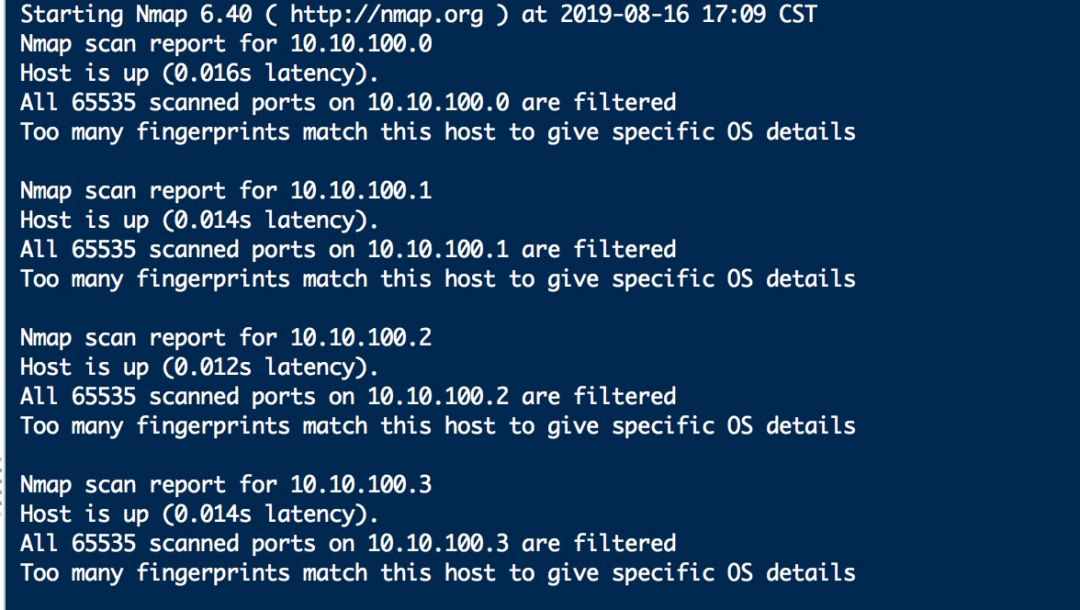 Starting Nmap 6.40 ( http://nmap.org ) at 2019-08-16 17:09 CST
Nmap scan report for 10.10.100.0
Host is up (0.016s latency).
All 65535 scanned ports on 10.10.100.0 are filtered
Too many fingerprints match this host to give specific OS details
Nmap scan report for 10.10.100.1
Host is up (0.014s latency).
All 65535 scanned ports on 10.10.100.1 are filtered
Too many fingerprints match this host to give specific OS details
Nmap scan report for 10.10.100.2
Host is up (0.012s latency).
All 65535 scanned ports on 10.10.100.2 are filtered
Too many fingerprints match this host to give specific OS details
Nmap scan report for 10.10.100.3
Host is up (0.014s latency).
All 65535 scanned ports on 10.10.100.3 are filtered
Too many fingerprints match this host to give specific OS details